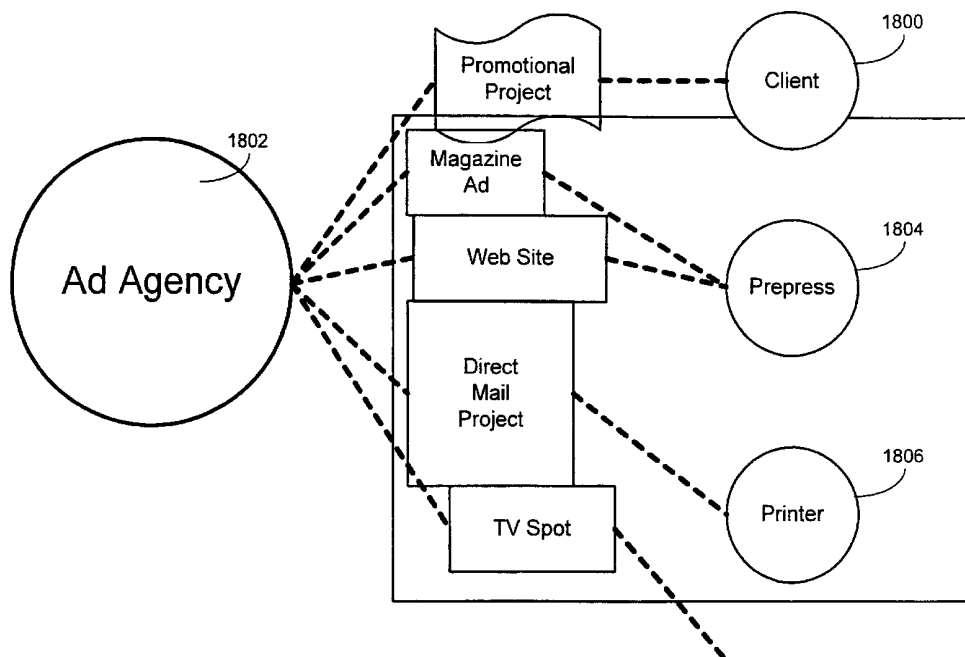 1800
Promotional
Project
Client
1802
Magazine
Ad
1804
Ad Agency
Web Site
Prepress
Direct
Mail
Project
1806
TV Spot
Printer